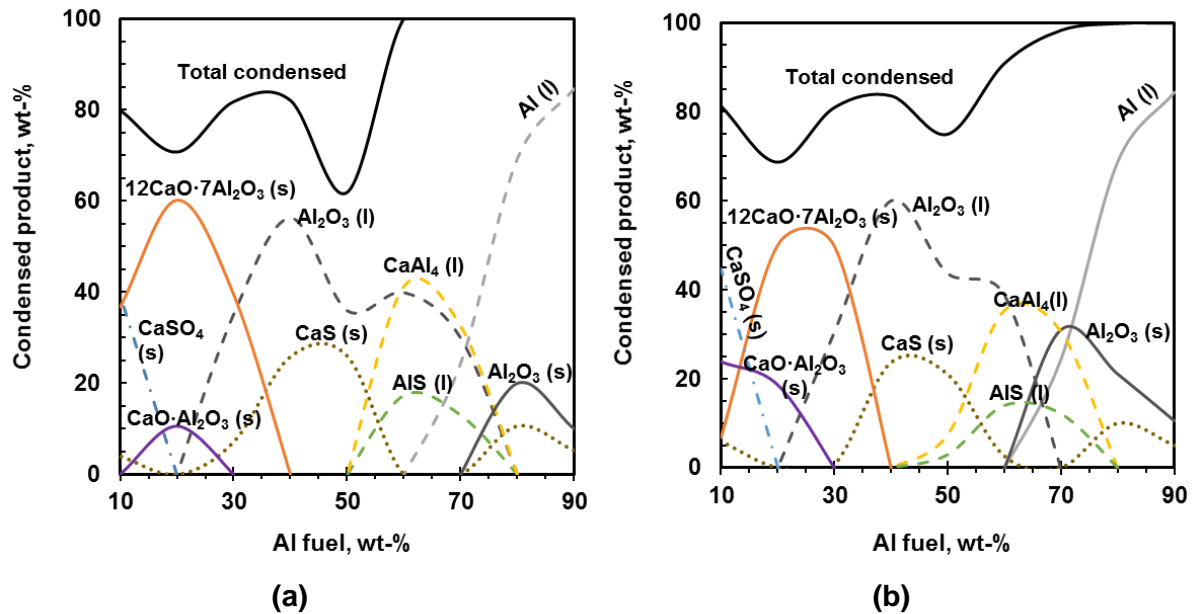 100
80
60
40
20
0
Condensed product, wt-%
Total condensed
Al (l)
12CaO·7Al₂O₃ (s)
Al₂O₃ (l)
CaAl₄ (l)
CaSO₄
(s)
CaS (s)
AlS (l)
Al₂O₃ (s)
CaO·Al₂O₃ (s)
10 30 50 70 90
Al fuel, wt-%
(a)
100
80
60
40
20
0
Condensed product, wt-%
Total condensed
Al (l)
12CaO·7Al₂O₃ (s)
Al₂O₃ (l)
CaSO₄
(s)
CaAl₄(l)
Al₂O₃ (s)
CaS (s)
CaO·Al₂O₃
(s)
AlS (l)
10 30 50 70 90
Al fuel, wt-%
(b)